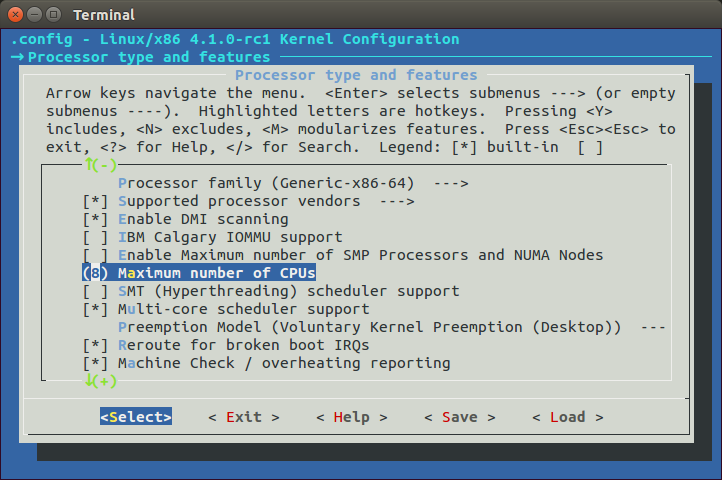 Terminal
.config - Linux/x86 4.1.0-rc1 Kernel Configuration
→ Processor type and features
Processor type and features
Arrow keys navigate the menu.  <Enter> selects submenus ---> (or empty
submenus ----).  Highlighted letters are hotkeys.  Pressing <Y>
includes, <N> excludes, <M> modularizes features.  Press <Esc><Esc> to
exit, <?> for Help, </> for Search.  Legend: [*] built-in  [ ]
↑(-)
Processor family (Generic-x86-64)  --->
[*] Supported processor vendors  --->
[*] Enable DMI scanning
[ ] IBM Calgary IOMMU support
[ ] Enable Maximum number of SMP Processors and NUMA Nodes
(8) Maximum number of CPUs
[ ] SMT (Hyperthreading) scheduler support
[*] Multi-core scheduler support
Preemption Model (Voluntary Kernel Preemption (Desktop))  ---
[*] Reroute for broken boot IRQs
[*] Machine Check / overheating reporting
↓(+)
<Select>    < Exit >    < Help >    < Save >    < Load >